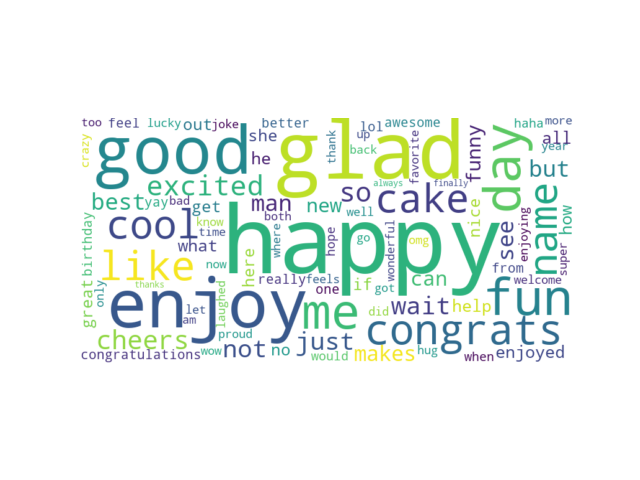 too feel lucky out joke better lol awesome haha more
crazy good glad thank up favorite funny all year
she he back but
excited always finally
best yay bad get man both new so cake nice day name how
birthday cool know time what where hope well go omg wonderful see from enjoying super
great like now here really feels if got can welcome
only thanks enjoy one me did wait help fun
let am laughed proud
cheers not no just congrats
congratulations wow would makes hug when enjoyed
happy